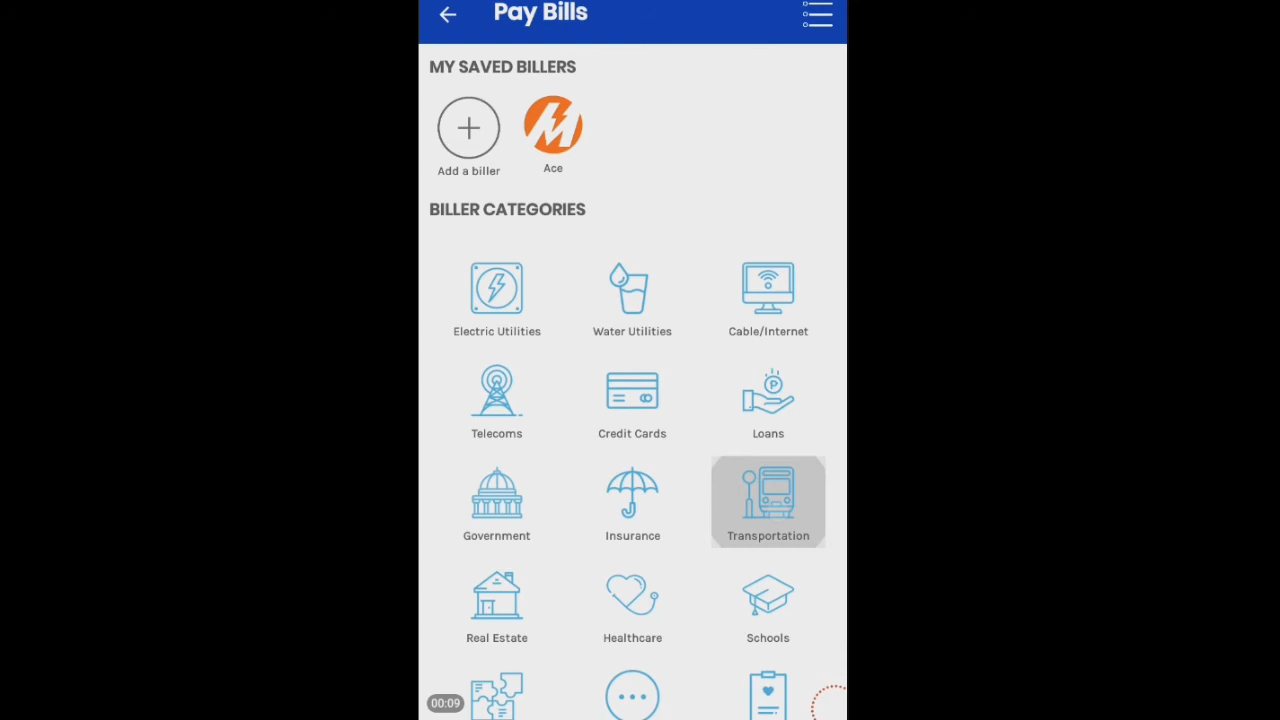 Pay Bills
MY SAVED BILLERS
Add a biller
Ace
BILLER CATEGORIES
Electric Utilities
Water Utilities
Cable/Internet
Telecoms
Credit Cards
Loans
Government
Insurance
Transportation
Real Estate
Healthcare
Schools
00:09